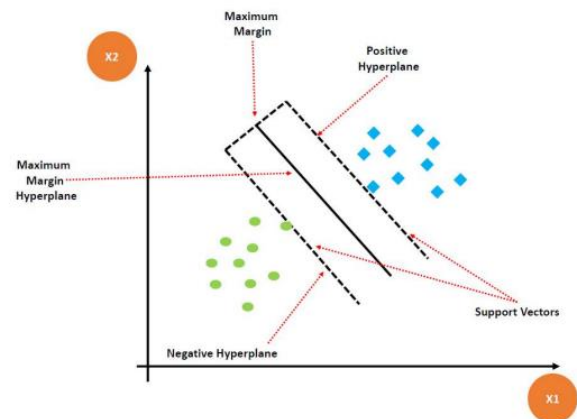 Maximum
Margin
X2
Positive
Hyperplane
Maximum
Margin
Hyperplane
Support Vectors
Negative Hyperplane
X1